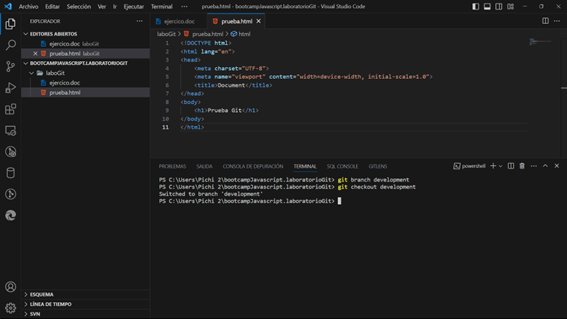 Archivo Editar Selección Ver Ir Ejecutar Terminal ··· prueba.html - bootcampJavascript.laboratorioGit - Visual Studio Code
EXPLORADOR ···
EDITORES ABIERTOS
ejercico.doc laboGit
prueba.html laboGit
BOOTCAMPJAVASCRIPT.LABORATORIOGIT
laboGit
ejercico.doc
prueba.html
ESQUEMA
LÍNEA DE TIEMPO
SVN
ejercico.doc prueba.html
laboGit > prueba.html > html
1 <!DOCTYPE html>
2 <html lang="en">
3 <head>
4 <meta charset="UTF-8">
5 <meta name="viewport" content="width=device-width, initial-scale=1.0">
6 <title>Document</title>
7 </head>
8 <body>
9 <h1>Prueba Git</h1>
10 </body>
11 </html>
PROBLEMAS SALIDA CONSOLA DE DEPURACIÓN TERMINAL SQL CONSOLE GITLENS powershell
PS C:\Users\Pichi 2\bootcampJavascript.laboratorioGit> git branch development
PS C:\Users\Pichi 2\bootcampJavascript.laboratorioGit> git checkout development
Switched to branch 'development'
PS C:\Users\Pichi 2\bootcampJavascript.laboratorioGit>